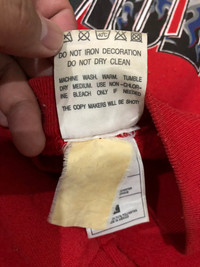 DO NOT IRON DECORATION
DO NOT DRY CLEAN
MACHINE WASH, WARM, TUMBLE
DRY MEDIUM. USE NON-CHLOR-
INE BLEACH ONLY IF NEEDED.
THE COPY MAKERS WILL BE SHOT!